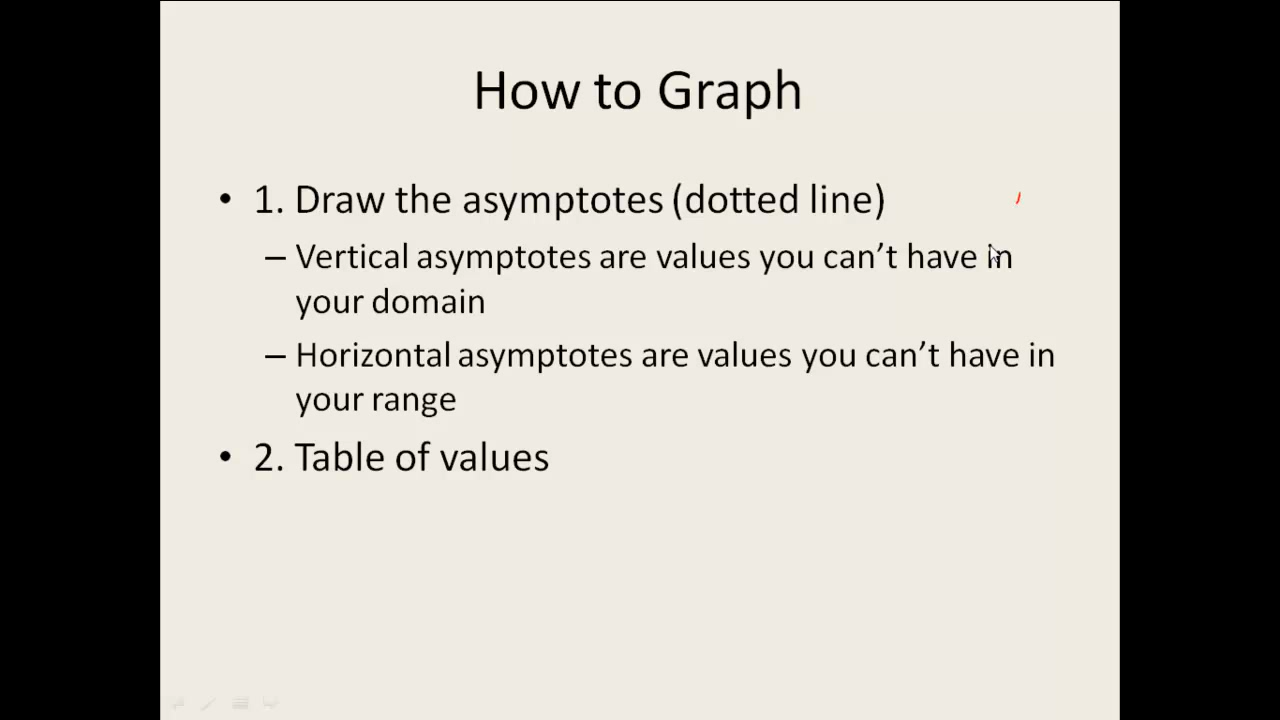 How to Graph
• 1. Draw the asymptotes (dotted line)
– Vertical asymptotes are values you can’t have in
your domain
– Horizontal asymptotes are values you can’t have in
your range
• 2. Table of values